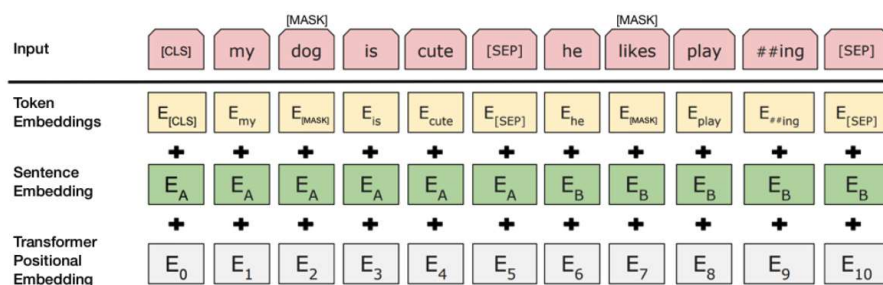 [MASK] [MASK]
Input [CLS] my dog is cute [SEP] he likes play ##ing [SEP]
Token Embeddings E[CLS] Emy E[MASK] Eis Ecute E[SEP] Ehe E[MASK] Eplay E##ing E[SEP]
+ + + + + + + + + + +
Sentence Embedding EA EA EA EA EA EA EB EB EB EB EB
+ + + + + + + + + + +
Transformer Positional Embedding E0 E1 E2 E3 E4 E5 E6 E7 E8 E9 E10